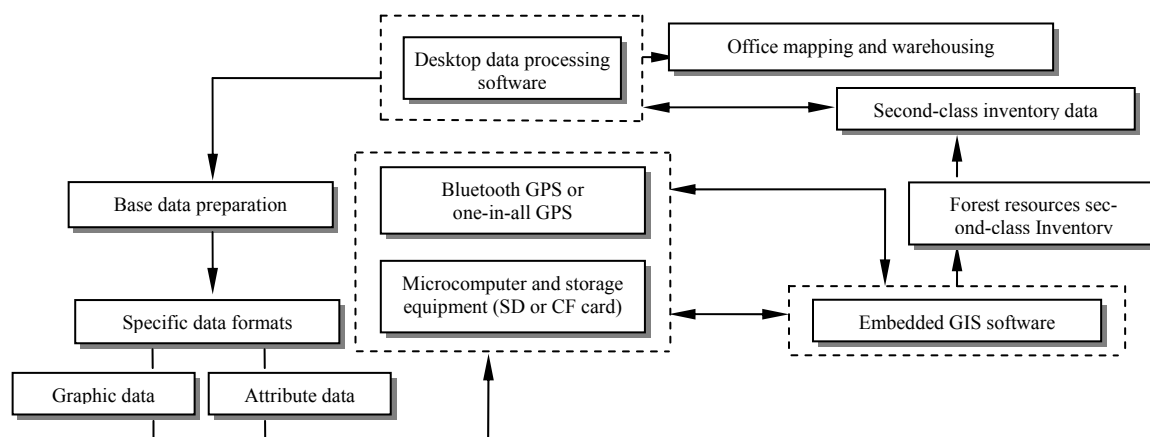 Desktop data processing
software
Office mapping and warehousing
Second-class inventory data
Bluetooth GPS or
one-in-all GPS
Base data preparation
Forest resources sec-
ond-class Inventory
Microcomputer and storage
equipment (SD or CF card)
Specific data formats
Embedded GIS software
Graphic data
Attribute data